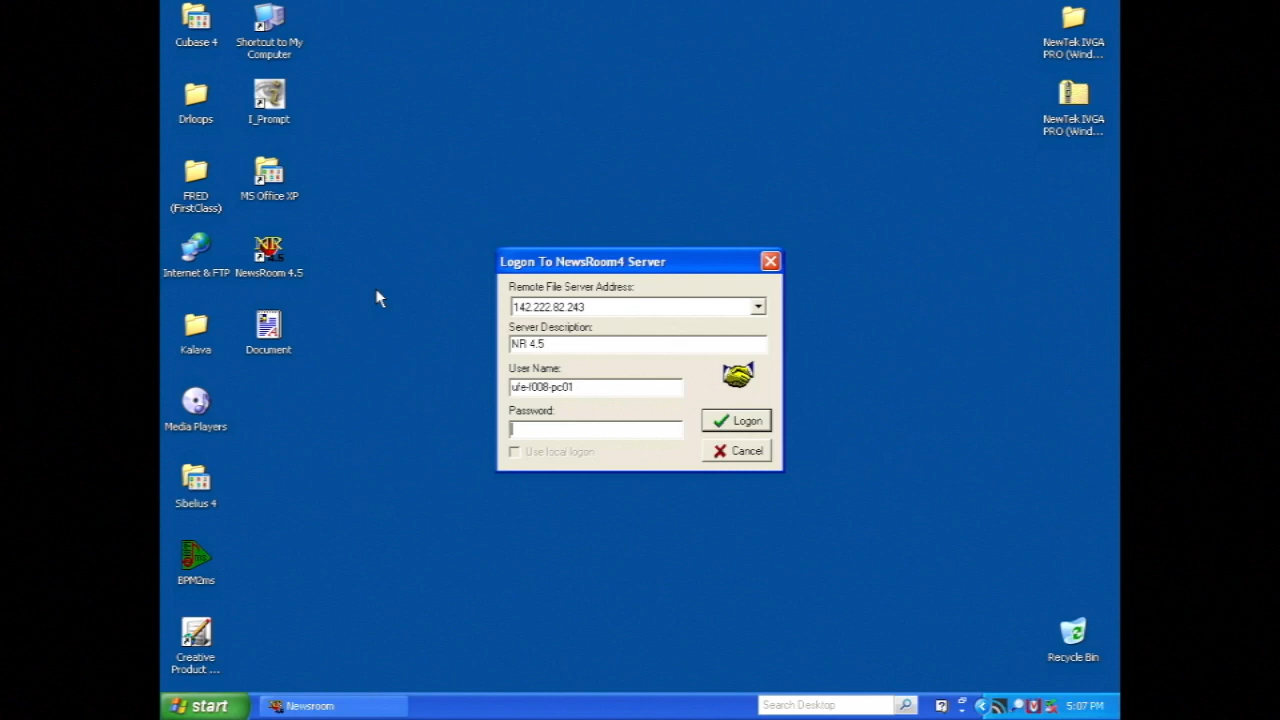 Cubase 4
Shortcut to My
Computer
NewTek IVGA
PRO (Wind...
Drloops
I_Prompt
NewTek IVGA
PRO (Wind...
FRED
(FirstClass)
MS Office XP
Internet & FTP
NR
4.5
NewsRoom 4.5
Kalava
Document
Media Players
Sibelius 4
BPM2ms
Creative
Product ...
Recycle Bin
Logon To NewsRoom4 Server
Remote File Server Address:
142.222.82.243
Server Description:
NR 4.5
User Name:
ufe-l008-pc01
Password:
Logon
Use local logon
Cancel
start
Newsroom
Search Desktop
5:07 PM